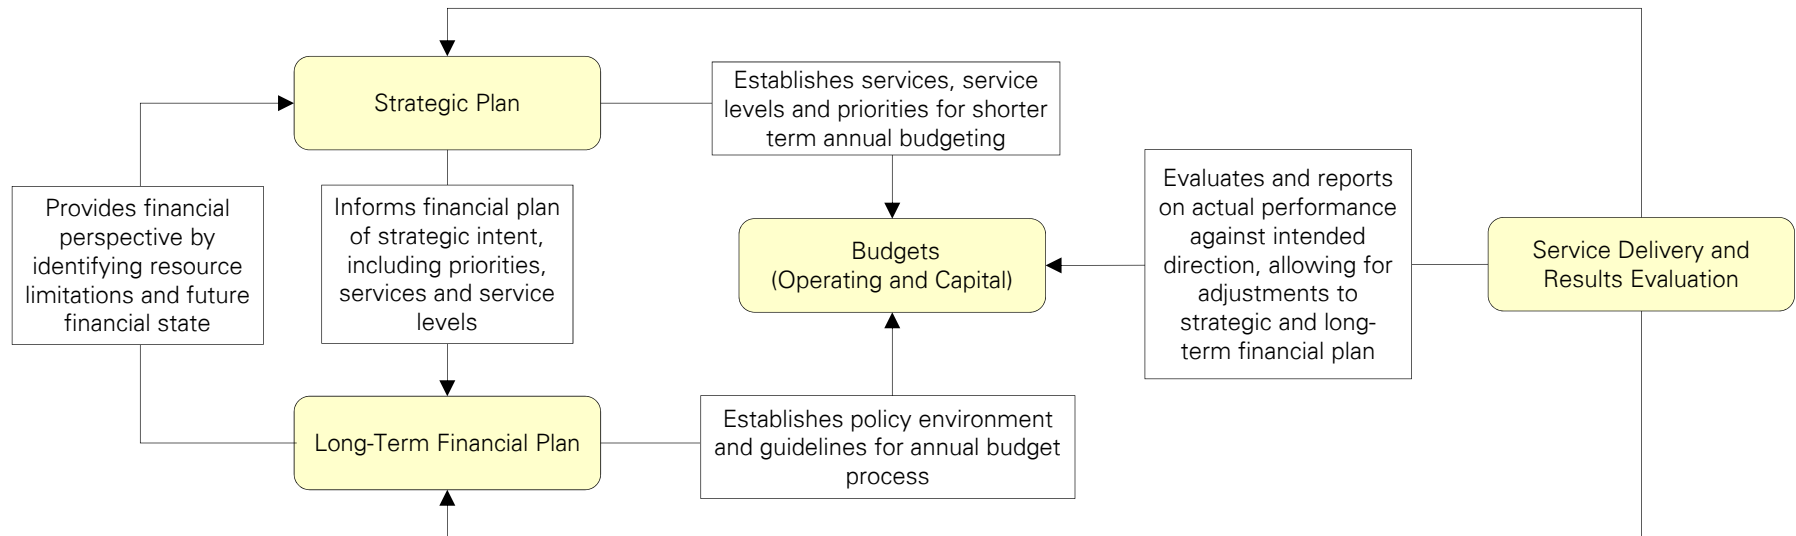 Strategic Plan
Establishes services, service
levels and priorities for shorter
term annual budgeting
Provides financial
perspective by
identifying resource
limitations and future
financial state
Informs financial plan
of strategic intent,
including priorities,
services and service
levels
Budgets
(Operating and Capital)
Evaluates and reports
on actual performance
against intended
direction, allowing for
adjustments to
strategic and long-
term financial plan
Service Delivery and
Results Evaluation
Long-Term Financial Plan
Establishes policy environment
and guidelines for annual budget
process